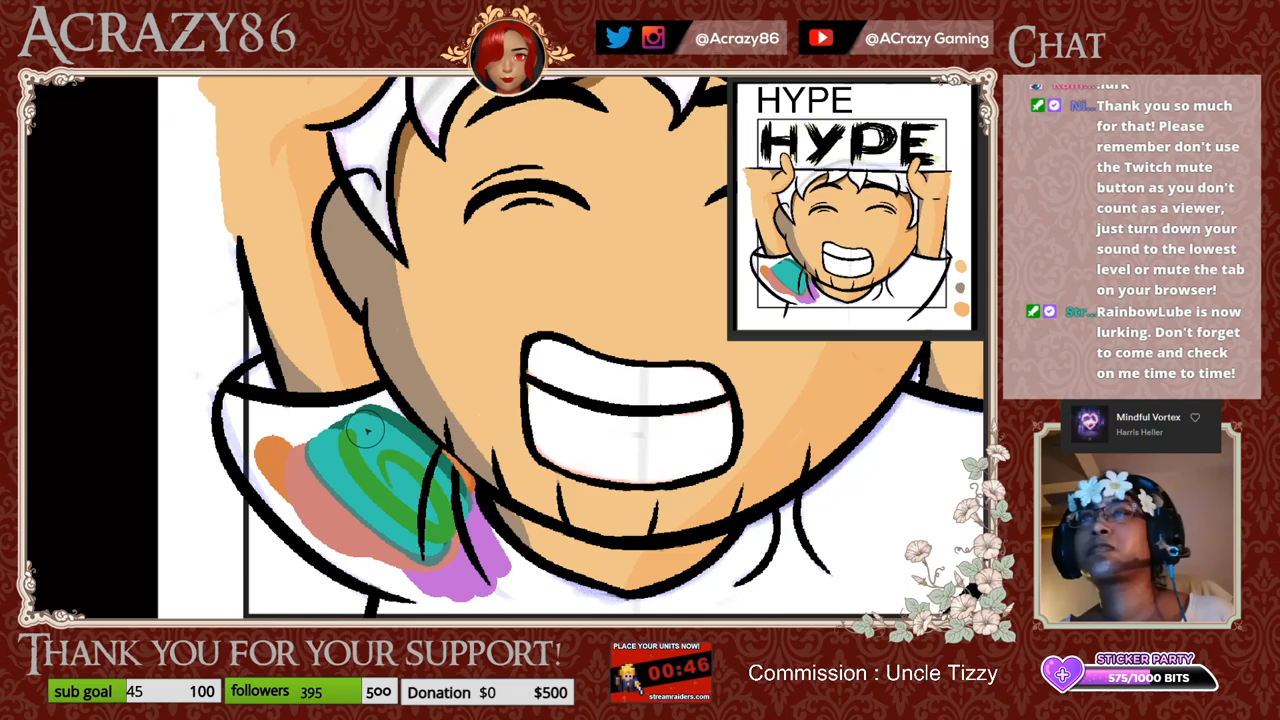 ACRAZY86
@Acrazy86
@ACrazy Gaming
CHAT
HYPE
HYPE
lurk
Ni... Thank you so much
for that! Please
remember don't use
the Twitch mute
button as you don't
count as a viewer,
just turn down your
sound to the lowest
level or mute the tab
on your browser!
Str... RainbowLube is now
lurking. Don't forget
to come and check
on me time to time!
Mindful Vortex
Harris Heller
THANK YOU FOR YOUR SUPPORT!
sub goal 45 100
followers 395 500
Donation $0 $500
PLACE YOUR UNITS NOW!
00:46
streamraiders.com
Commission : Uncle Tizzy
STICKER PARTY
575/1000 BITS